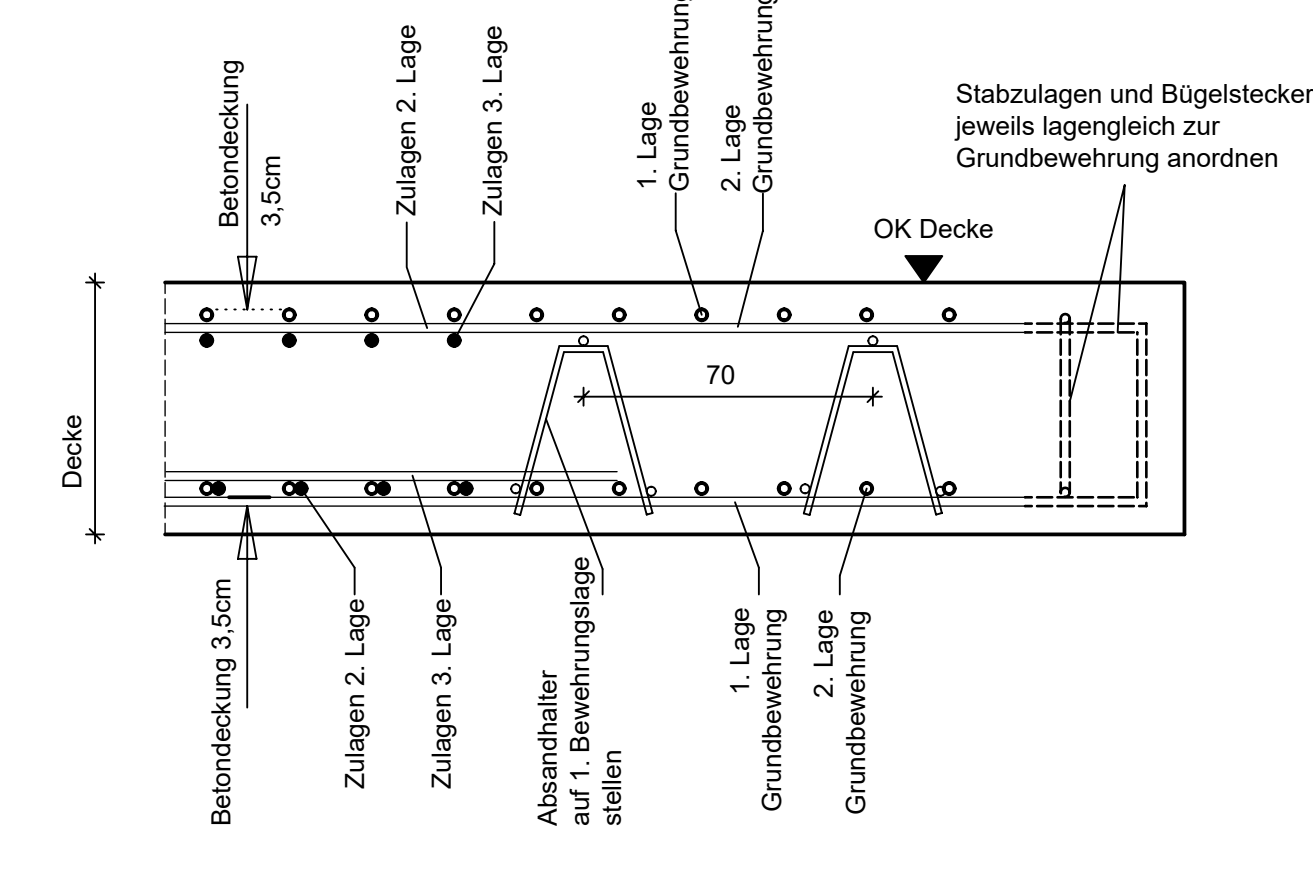 Betondeckung
3,5cm
Zulagen 2. Lage
Zulagen 3. Lage
1. Lage
Grundbewehrung
2. Lage
Grundbewehrung
Stabzulagen und Bügelstecker
jeweils lagengleich zur
Grundbewehrung anordnen
OK Decke
70
Decke
Betondeckung 3,5cm
Zulagen 2. Lage
Zulagen 3. Lage
Absandhalter
auf 1. Bewehrungslage
stellen
1. Lage
Grundbewehrung
2. Lage
Grundbewehrung